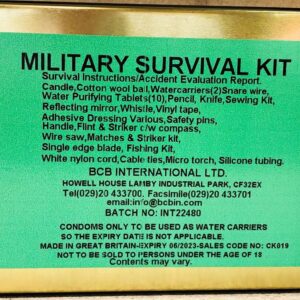 MILITARY SURVIVAL KIT
Survival Instructions/Accident Evaluation Report.
Candle,Cotton wool ball,Watercarriers(2)Snare wire,
Water Purifying Tablets(10),Pencil, Knife,Sewing Kit,
Reflecting mirror,Whistle,Vinyl tape,
Adhesive Dressing Various,Safety pins,
Handle,Flint & Striker c/w compass,
Wire saw,Matches & Striker kit,
Single edge blade, Fishing Kit,
White nylon cord,Cable ties,Micro torch, Silicone tubing.
BCB INTERNATIONAL LTD.
HOWELL HOUSE LAMBY INDUSTRIAL PARK, CF32EX
Tel(029)20 433700, Facsimile(029)20 433701
email:info@bcbin.com
BATCH NO: INT22480
CONDOMS ONLY TO BE USED AS WATER CARRIERS
SO THE EXPIRY DATE IS NOT APPLICABLE.
MADE IN GREAT BRITAIN-EXPIRY 06/2023-SALES CODE NO: CK019
NOT TO BE SOLD TO PERSONS UNDER THE AGE OF 18
Contents may vary.